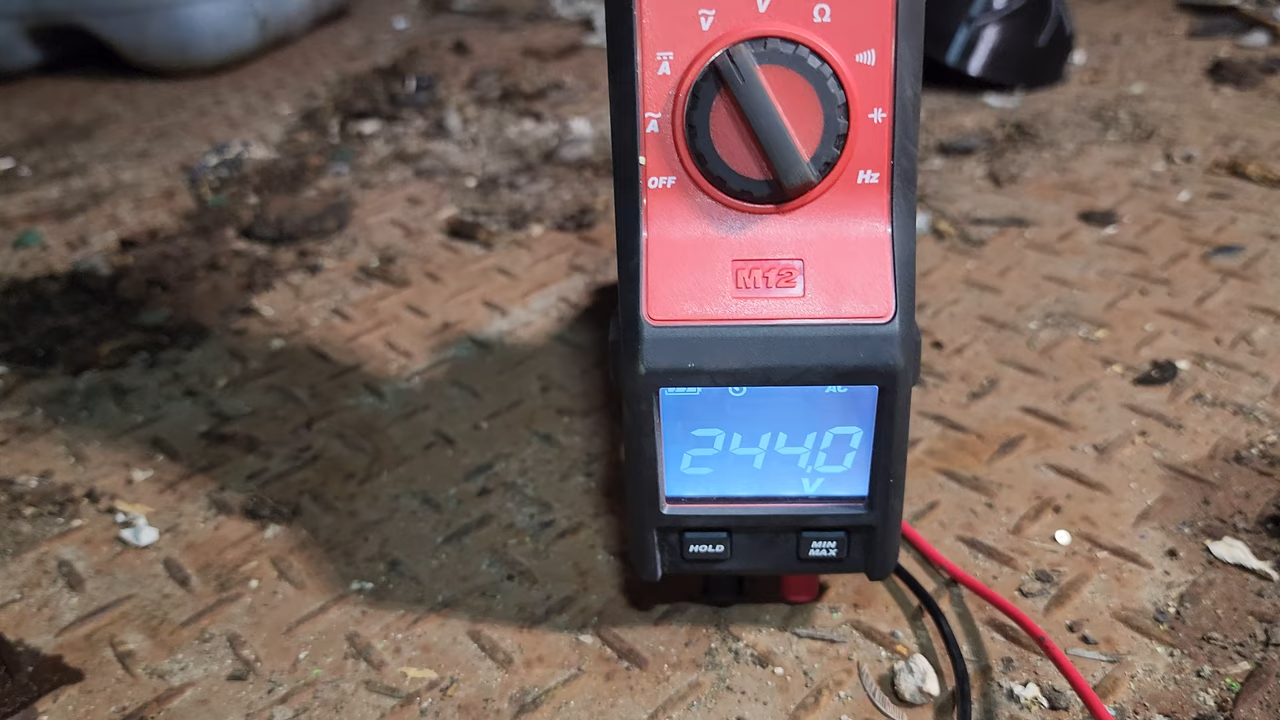 Ṽ V Ω
A
Ã
OFF Hz
M12
AC
244.0
V
HOLD MIN
MAX